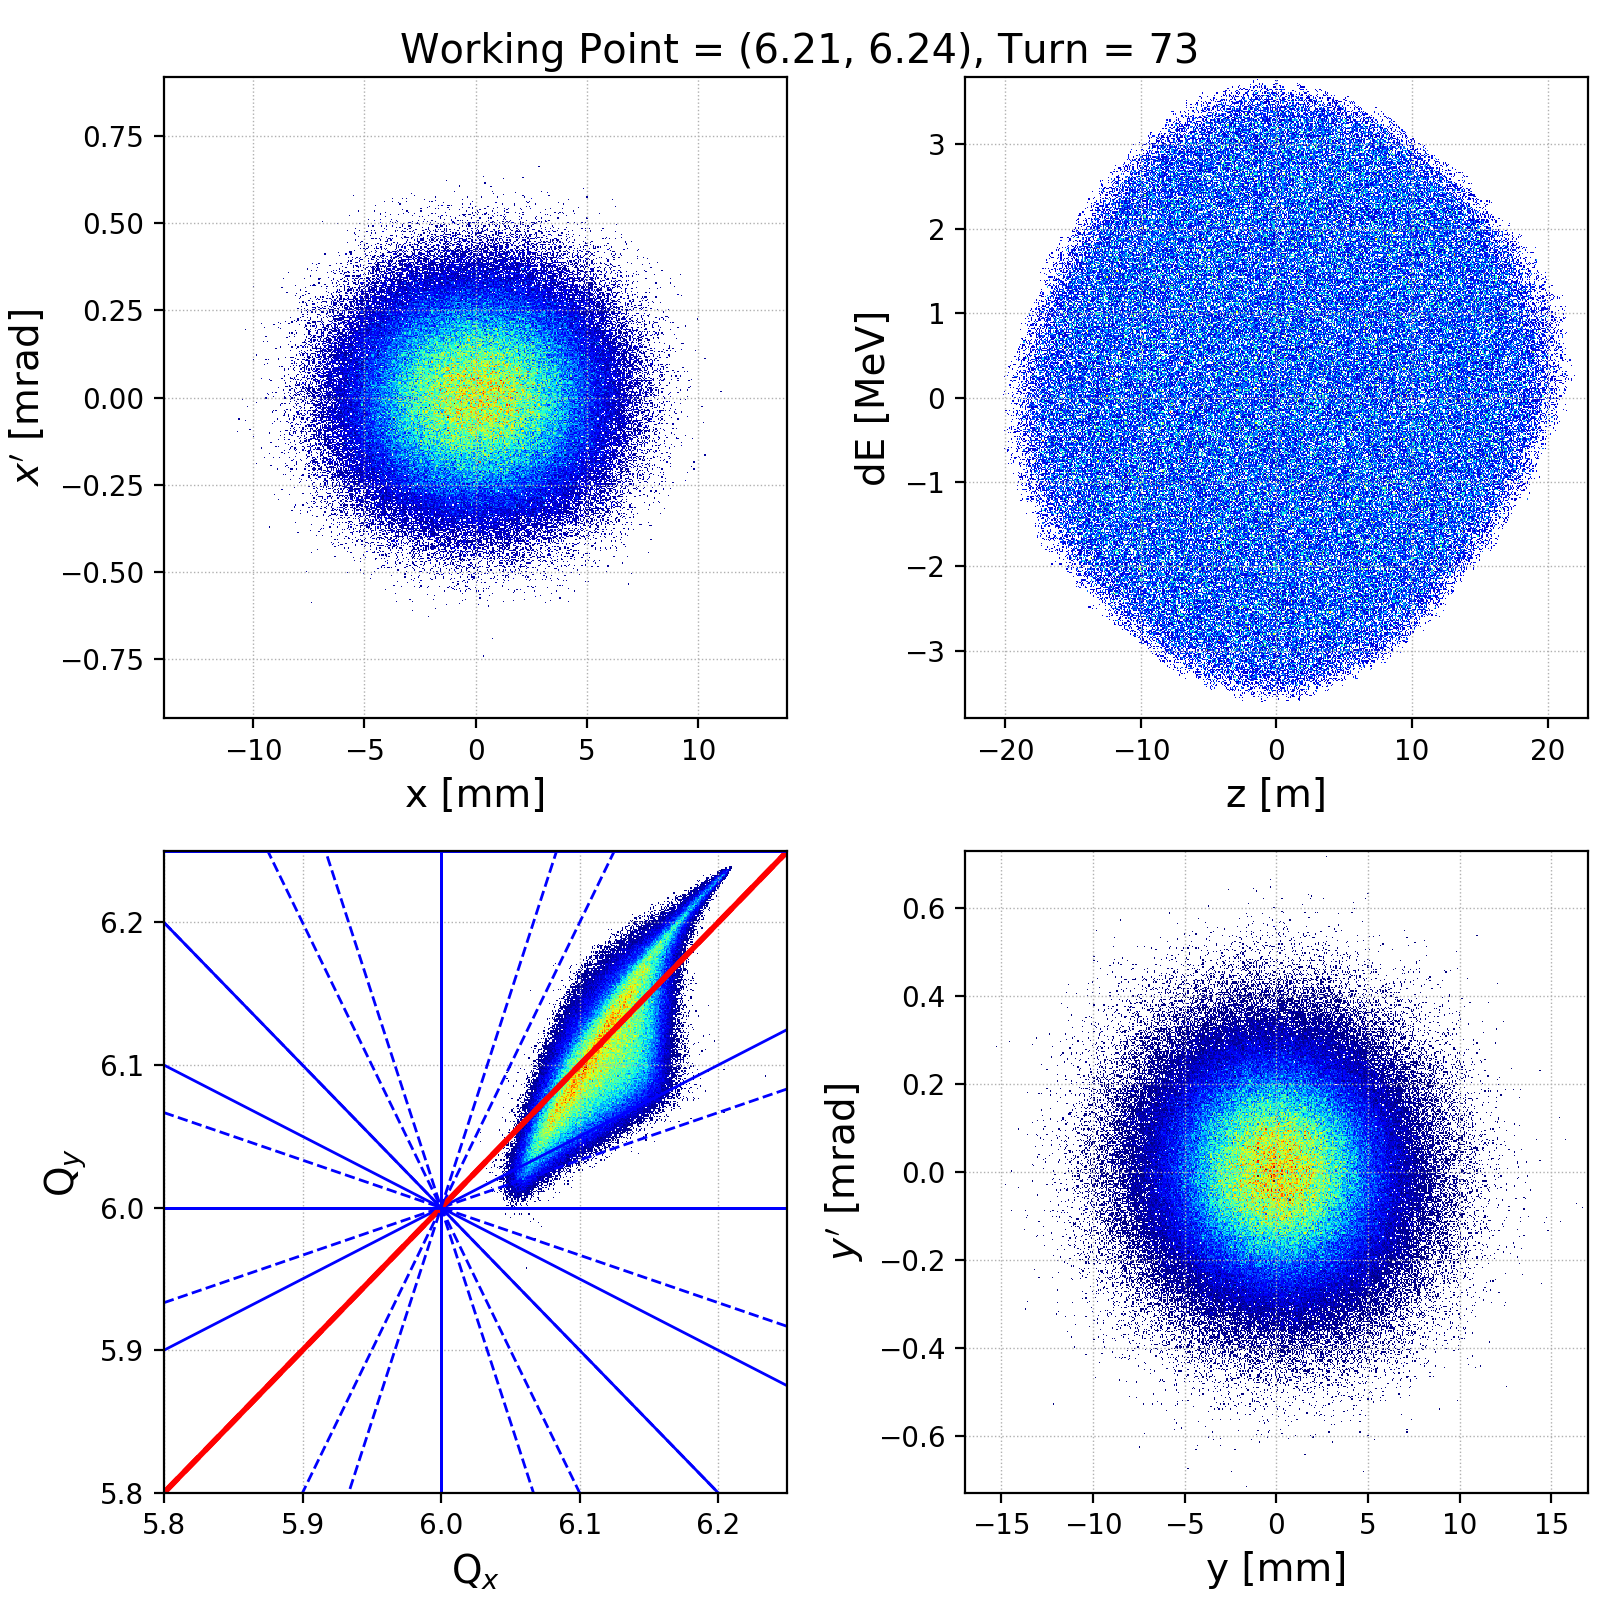 Working Point = (6.21, 6.24), Turn = 73
0.75
0.50
0.25
0.00
−0.25
−0.50
−0.75
x′ [mrad]
−10 −5 0 5 10
x [mm]
3
2
1
0
−1
−2
−3
dE [MeV]
−20 −10 0 10 20
z [m]
6.2
6.1
6.0
5.9
5.8
Qy
5.8 5.9 6.0 6.1 6.2
Qx
0.6
0.4
0.2
0.0
−0.2
−0.4
−0.6
y′ [mrad]
−15 −10 −5 0 5 10 15
y [mm]